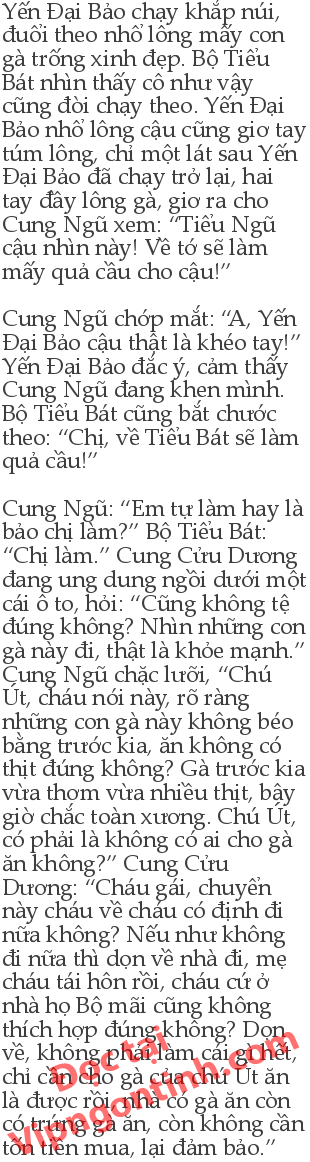 Yến Đại Bảo chạy khắp núi,
đuổi theo nhổ lông mấy con
gà trống xinh đẹp. Bộ Tiểu
Bát nhìn thấy cô như vậy
cũng đòi chạy theo. Yến Đại
Bảo nhổ lông cậu cũng giơ tay
túm lông, chỉ một lát sau Yến
Đại Bảo đã chạy trở lại, hai
tay đầy lông gà, giơ ra cho
Cung Ngũ xem: “Tiểu Ngũ
cậu nhìn này! Về tớ sẽ làm
mấy quả cầu cho cậu!”
Cung Ngũ chớp mắt: “A, Yến
Đại Bảo cậu thật là khéo tay!”
Yến Đại Bảo đắc ý, cảm thấy
Cung Ngũ đang khen mình.
Bộ Tiểu Bát cũng bắt chước
theo: “Chị, về Tiểu Bát sẽ làm
quả cầu!”
Cung Ngũ: “Em tự làm hay là
bảo chị làm?” Bộ Tiểu Bát:
“Chị làm.” Cung Cửu Dương
đang ung dung ngồi dưới một
cái ô to, hỏi: “Cũng không tệ
đúng không? Nhìn những con
gà này đi, thật là khỏe mạnh.”
Cung Ngũ chặc lưỡi, “Chú
Út, cháu nói này, rõ ràng
những con gà này không béo
bằng trước kia, ăn không có
thịt đúng không? Gà trước kia
vừa thơm vừa nhiều thịt, bây
giờ chắc toàn xương. Chú Út,
có phải là không có ai cho gà
ăn không?” Cung Cửu
Dương: “Cháu gái, chuyển
này cháu về cháu có định đi
nữa không? Nếu như không
đi nữa thì dọn về nhà đi, mẹ
cháu tái hôn rồi, cháu cứ ở
nhà họ Bộ mãi cũng không
thích hợp đúng không? Dọn
về, không phải làm cái gì hết,
chỉ cần cho gà của chú Út ăn
là được rồi, nhà có gà ăn còn
có trứng gà ăn, còn không cần
tốn tiền mua, lại đảm bảo.”
Đọc tại
Vipngontinh.com